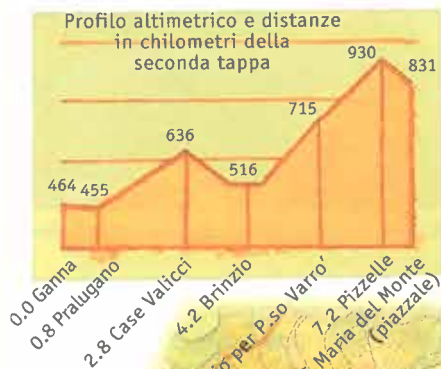 Profilo altimetrico e distanze
in chilometri della
seconda tappa
930
831
715
636
516
464
455
0.0 Ganna
0.8 Pralugano
2.8 Case Valicci
4.2 Brinzio
per P.so Varro'
7.2 Pizzelle
Maria del Monte
(piazzale)